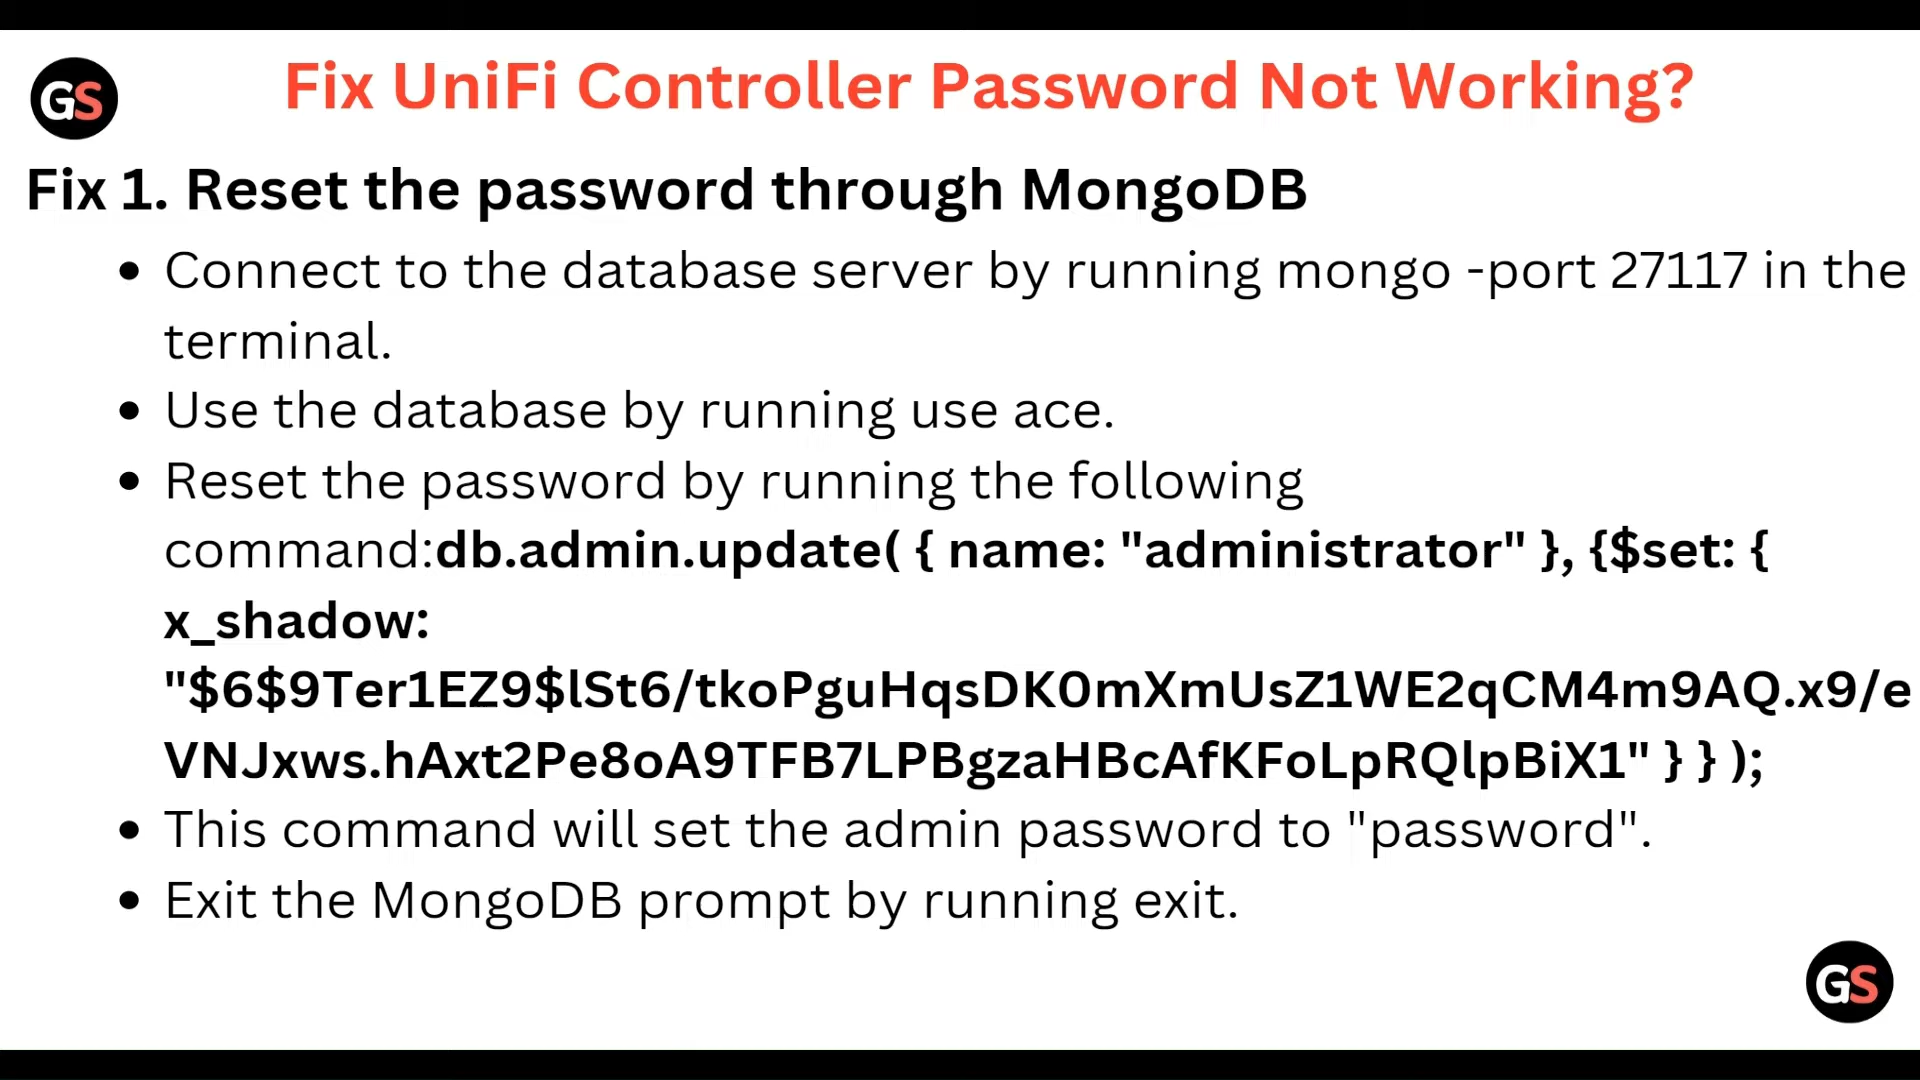 GS
Fix UniFi Controller Password Not Working?
Fix 1. Reset the password through MongoDB
• Connect to the database server by running mongo -port 27117 in the
terminal.
• Use the database by running use ace.
• Reset the password by running the following
command:db.admin.update( { name: "administrator" }, {$set: {
x_shadow:
"$6$9Ter1EZ9$lSt6/tkoPguHqsDK0mXmUsZ1WE2qCM4m9AQ.x9/e
VNJxws.hAxt2Pe8oA9TFB7LPBgzaHBcAfKFoLpRQlpBiX1" } } );
• This command will set the admin password to "password".
• Exit the MongoDB prompt by running exit.
GS